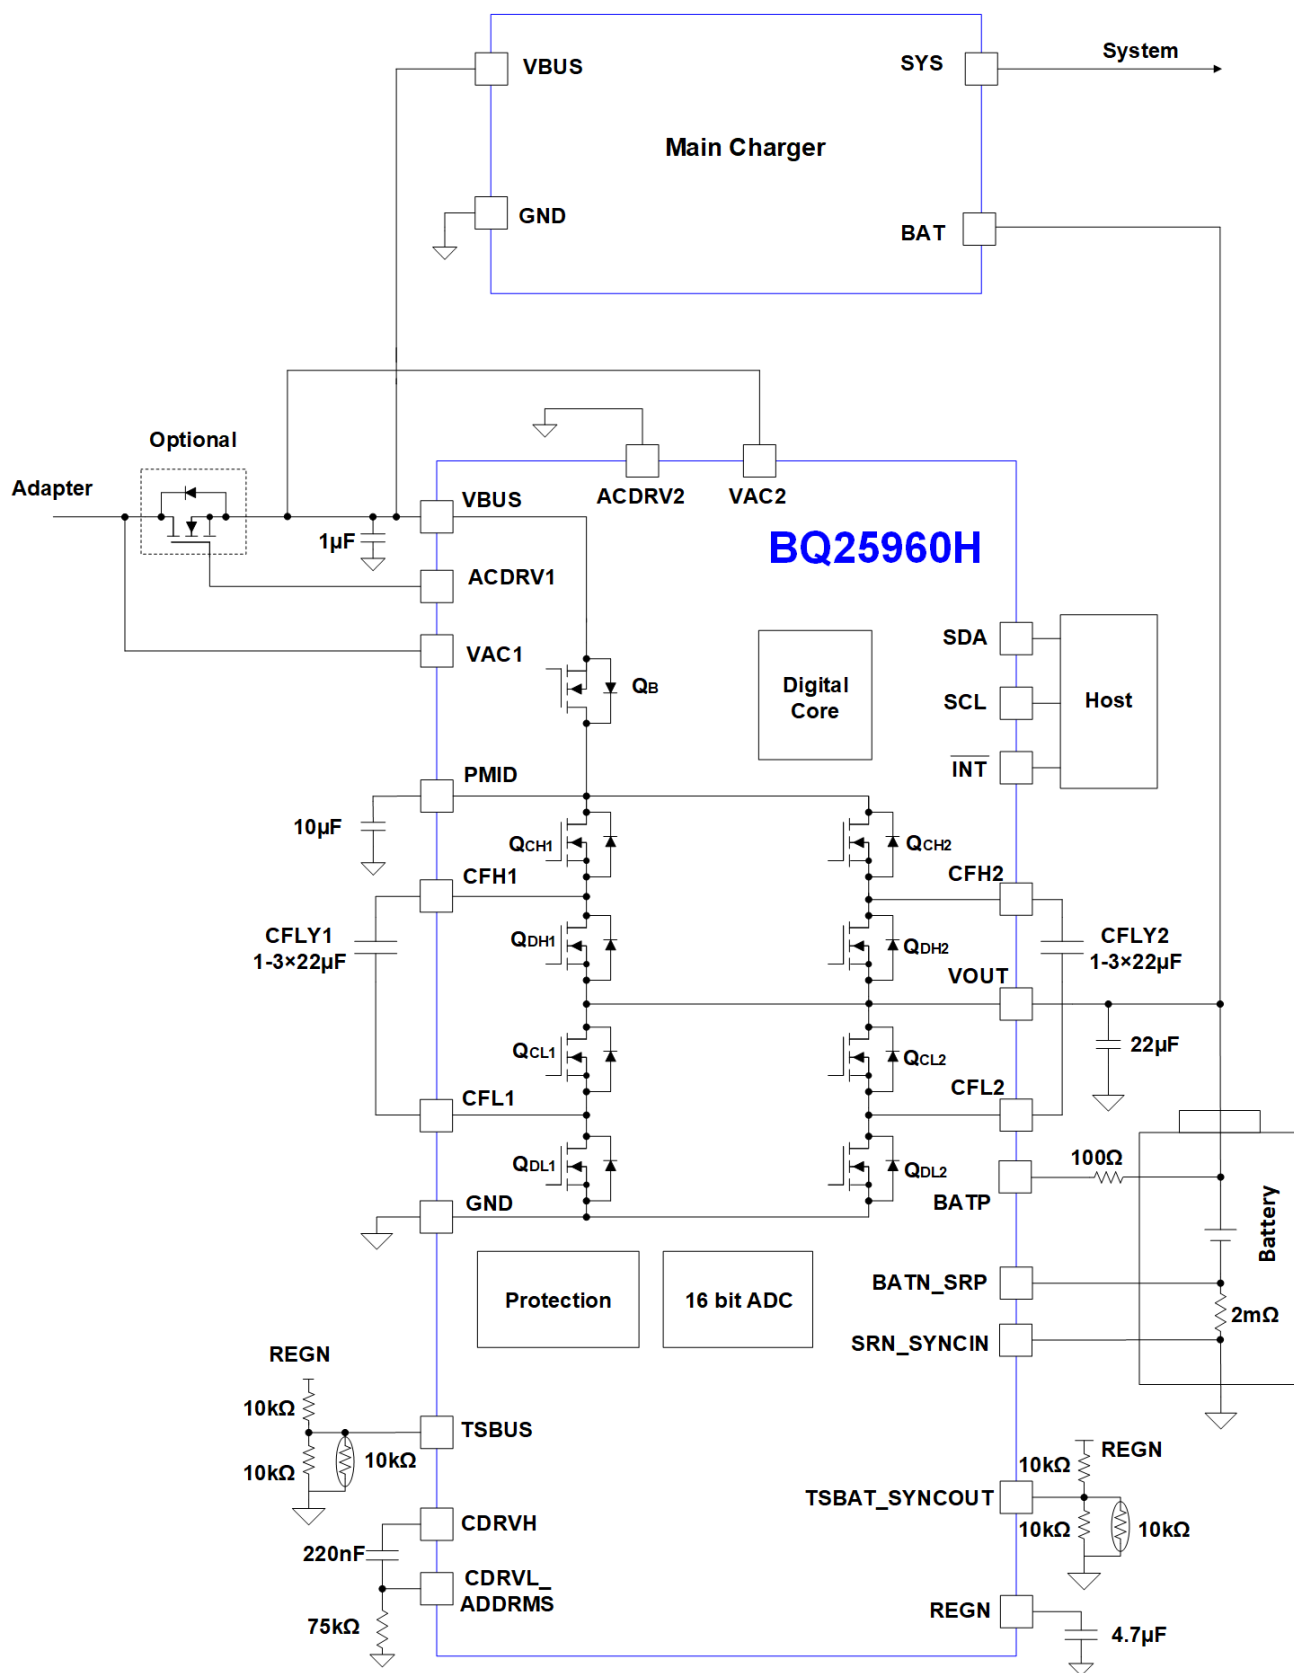 VBUS
SYS
System
Main Charger
GND
BAT
Optional
Adapter
ACDRV2
VAC2
VBUS
1µF
BQ25960H
ACDRV1
VAC1
SDA
SCL
INT
Host
QB
Digital
Core
PMID
10µF
QCH1
QCH2
CFH1
CFH2
CFLY1
1-3×22µF
QDH1
QDH2
CFLY2
1-3×22µF
VOUT
QCL1
QCL2
22µF
CFL1
CFL2
QDL1
QDL2
100Ω
BATP
GND
Battery
Protection
16 bit ADC
BATN_SRP
2mΩ
SRN_SYNCIN
REGN
10kΩ
TSBUS
10kΩ
10kΩ
REGN
10kΩ
TSBAT_SYNCOUT
10kΩ
10kΩ
CDRVH
220nF
CDRVL_
ADDRMS
75kΩ
REGN
4.7µF